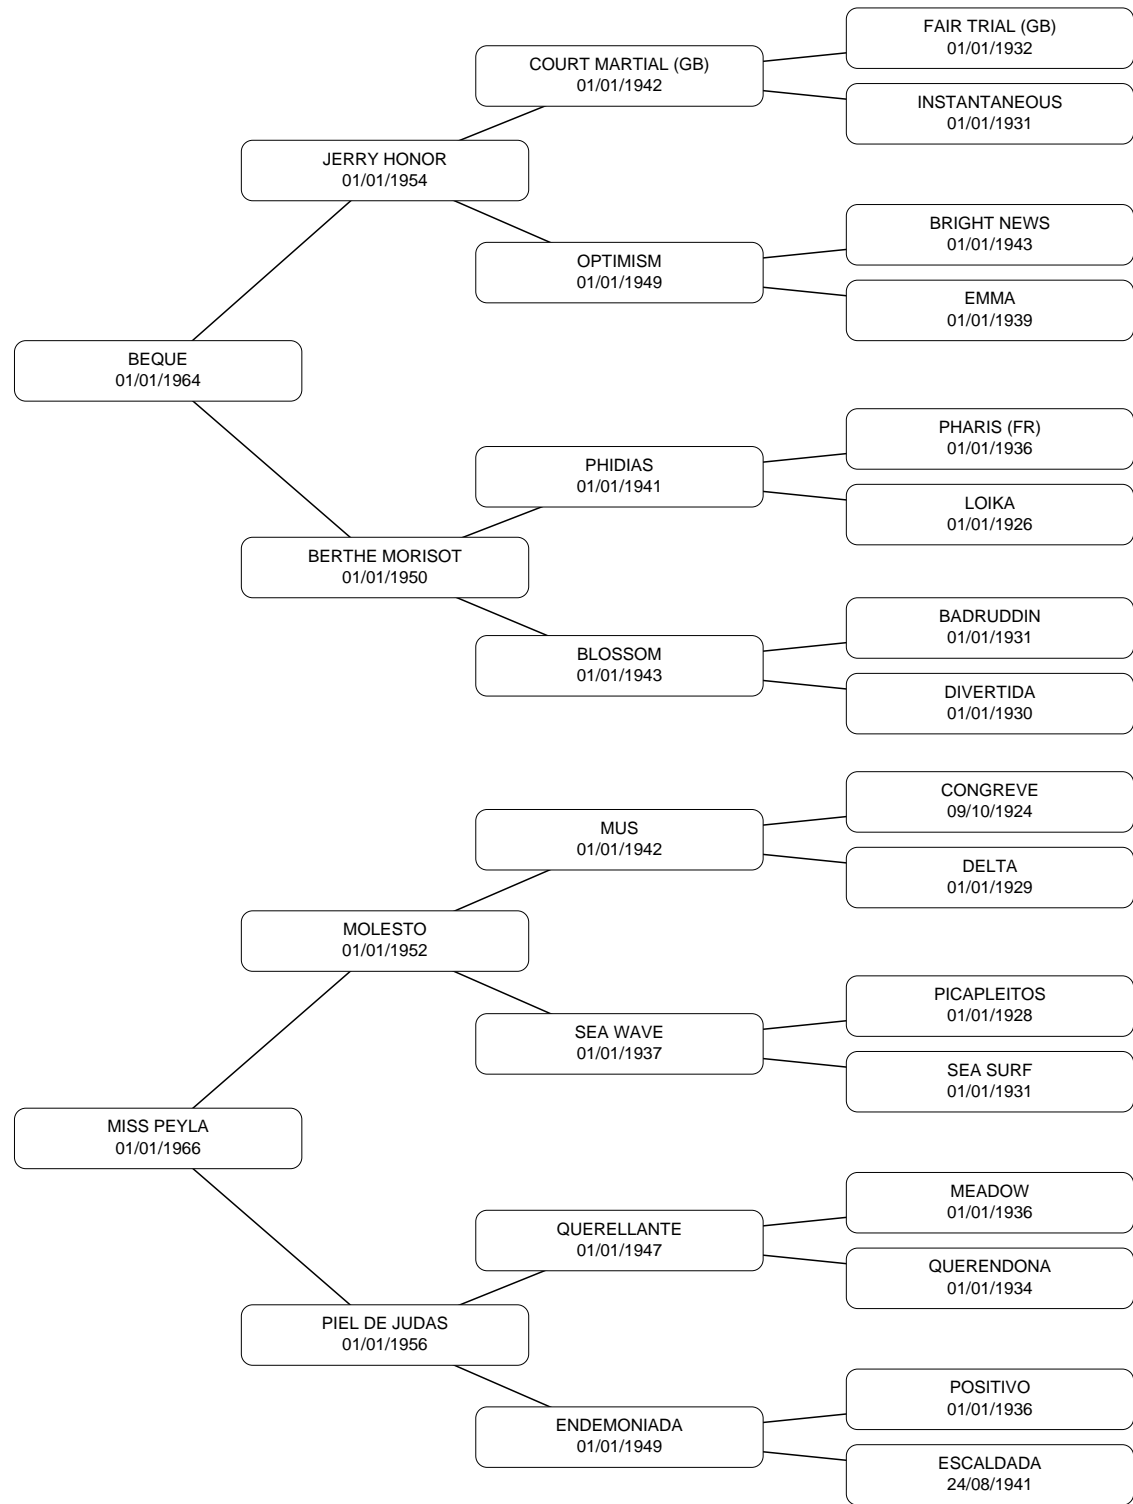 FAIR TRIAL (GB)
01/01/1932
COURT MARTIAL (GB)
01/01/1942
INSTANTANEOUS
01/01/1931
JERRY HONOR
01/01/1954
BRIGHT NEWS
01/01/1943
OPTIMISM
01/01/1949
EMMA
01/01/1939
BEQUE
01/01/1964
PHARIS (FR)
01/01/1936
PHIDIAS
01/01/1941
LOIKA
01/01/1926
BERTHE MORISOT
01/01/1950
BADRUDDIN
01/01/1931
BLOSSOM
01/01/1943
DIVERTIDA
01/01/1930
CONGREVE
09/10/1924
MUS
01/01/1942
DELTA
01/01/1929
MOLESTO
01/01/1952
PICAPLEITOS
01/01/1928
SEA WAVE
01/01/1937
SEA SURF
01/01/1931
MISS PEYLA
01/01/1966
MEADOW
01/01/1936
QUERELLANTE
01/01/1947
QUERENDONA
01/01/1934
PIEL DE JUDAS
01/01/1956
POSITIVO
01/01/1936
ENDEMONIADA
01/01/1949
ESCALDADA
24/08/1941